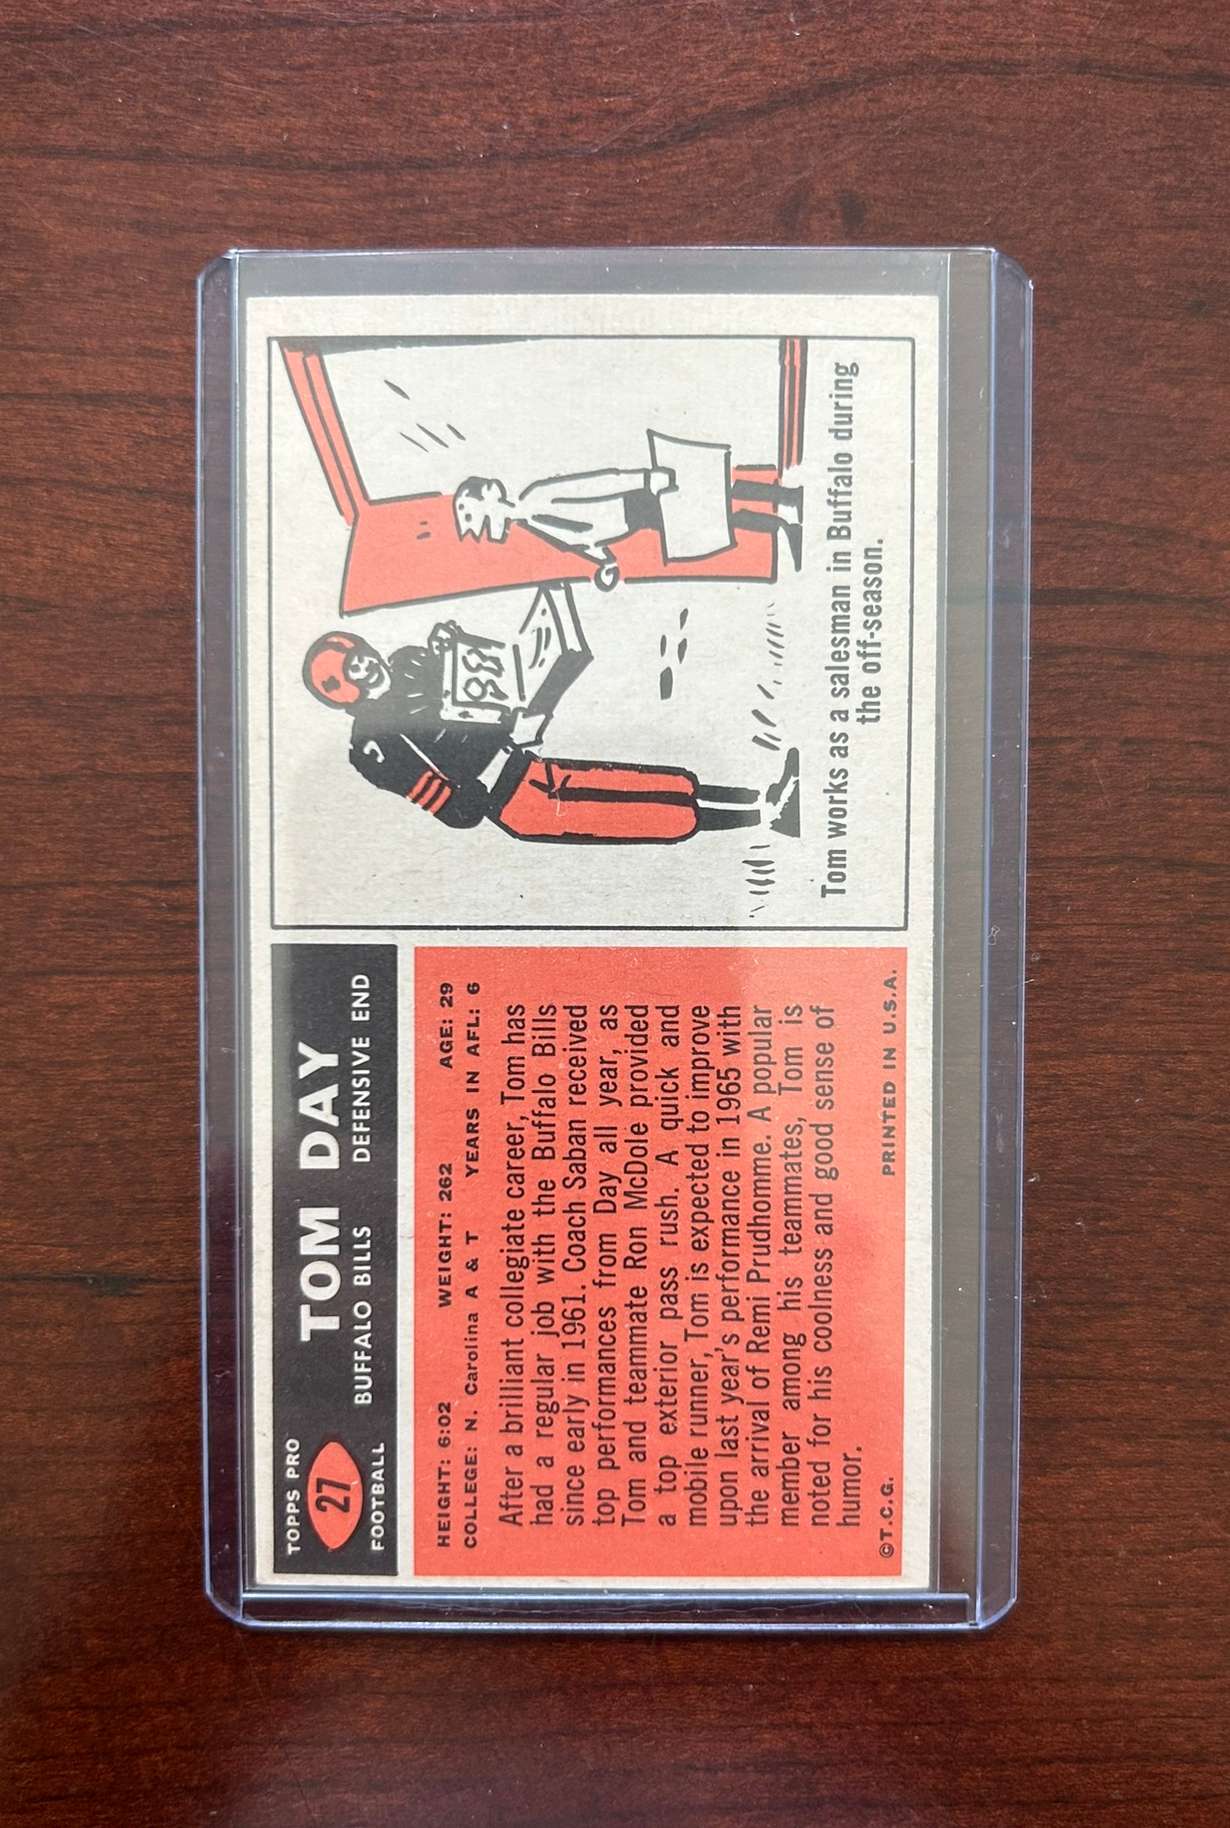 TOPPS PRO
27
FOOTBALL
TOM DAY
BUFFALO BILLS DEFENSIVE END
HEIGHT: 6:02 WEIGHT: 262 AGE: 29
COLLEGE: N. Carolina A & T YEARS IN AFL: 6
After a brilliant collegiate career, Tom has
had a regular job with the Buffalo Bills
since early in 1961. Coach Saban received
top performances from Day all year, as
Tom and teammate Ron McDole provided
a top exterior pass rush. A quick and
mobile runner, Tom is expected to improve
upon last year's performance in 1965 with
the arrival of Remi Prudhomme. A popular
member among his teammates, Tom is
noted for his coolness and good sense of
humor.
©T.C.G. PRINTED IN U.S.A.
Tom works as a salesman in Buffalo during
the off-season.